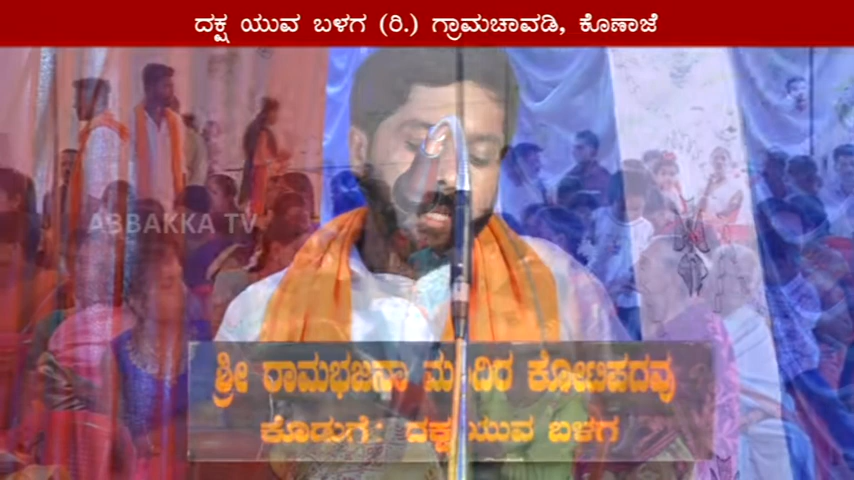 ದಕ್ಷ ಯುವ ಬಳಗ (ರಿ.) ಗ್ರಾಮಚಾವಡಿ, ಕೊಣಾಜೆ
ABBAKKA TV
ಶ್ರೀ ರಾಮಭಜನಾ ಮಂದಿರ ಕೋಟಿಪದವು
ಕೊಡುಗೆ: ದಕ್ಷ ಯುವ ಬಳಗ